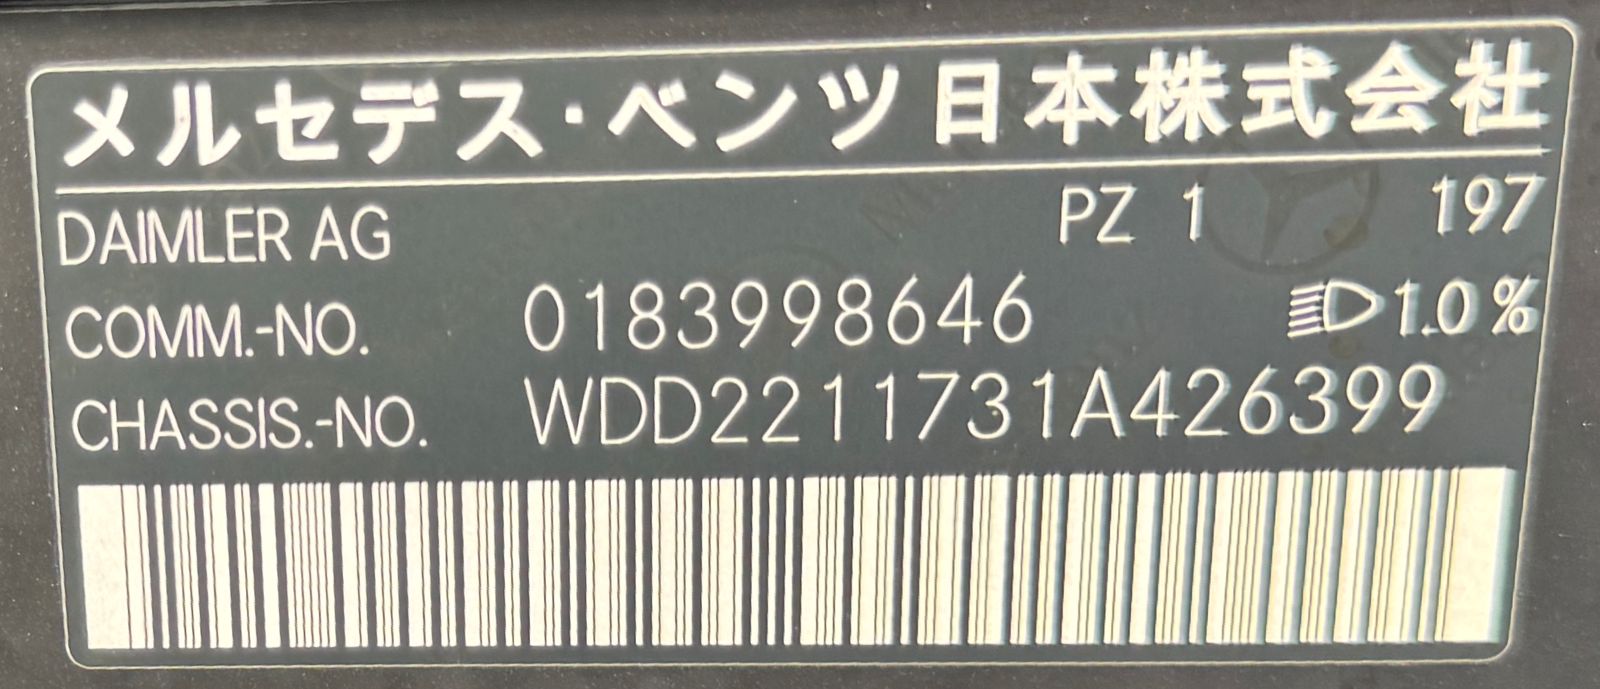 メルセデス・ベンツ日本株式会社
DAIMLER AG PZ 1 197
COMM.-NO. 0183998646 1.0%
CHASSIS.-NO. WDD2211731A426399